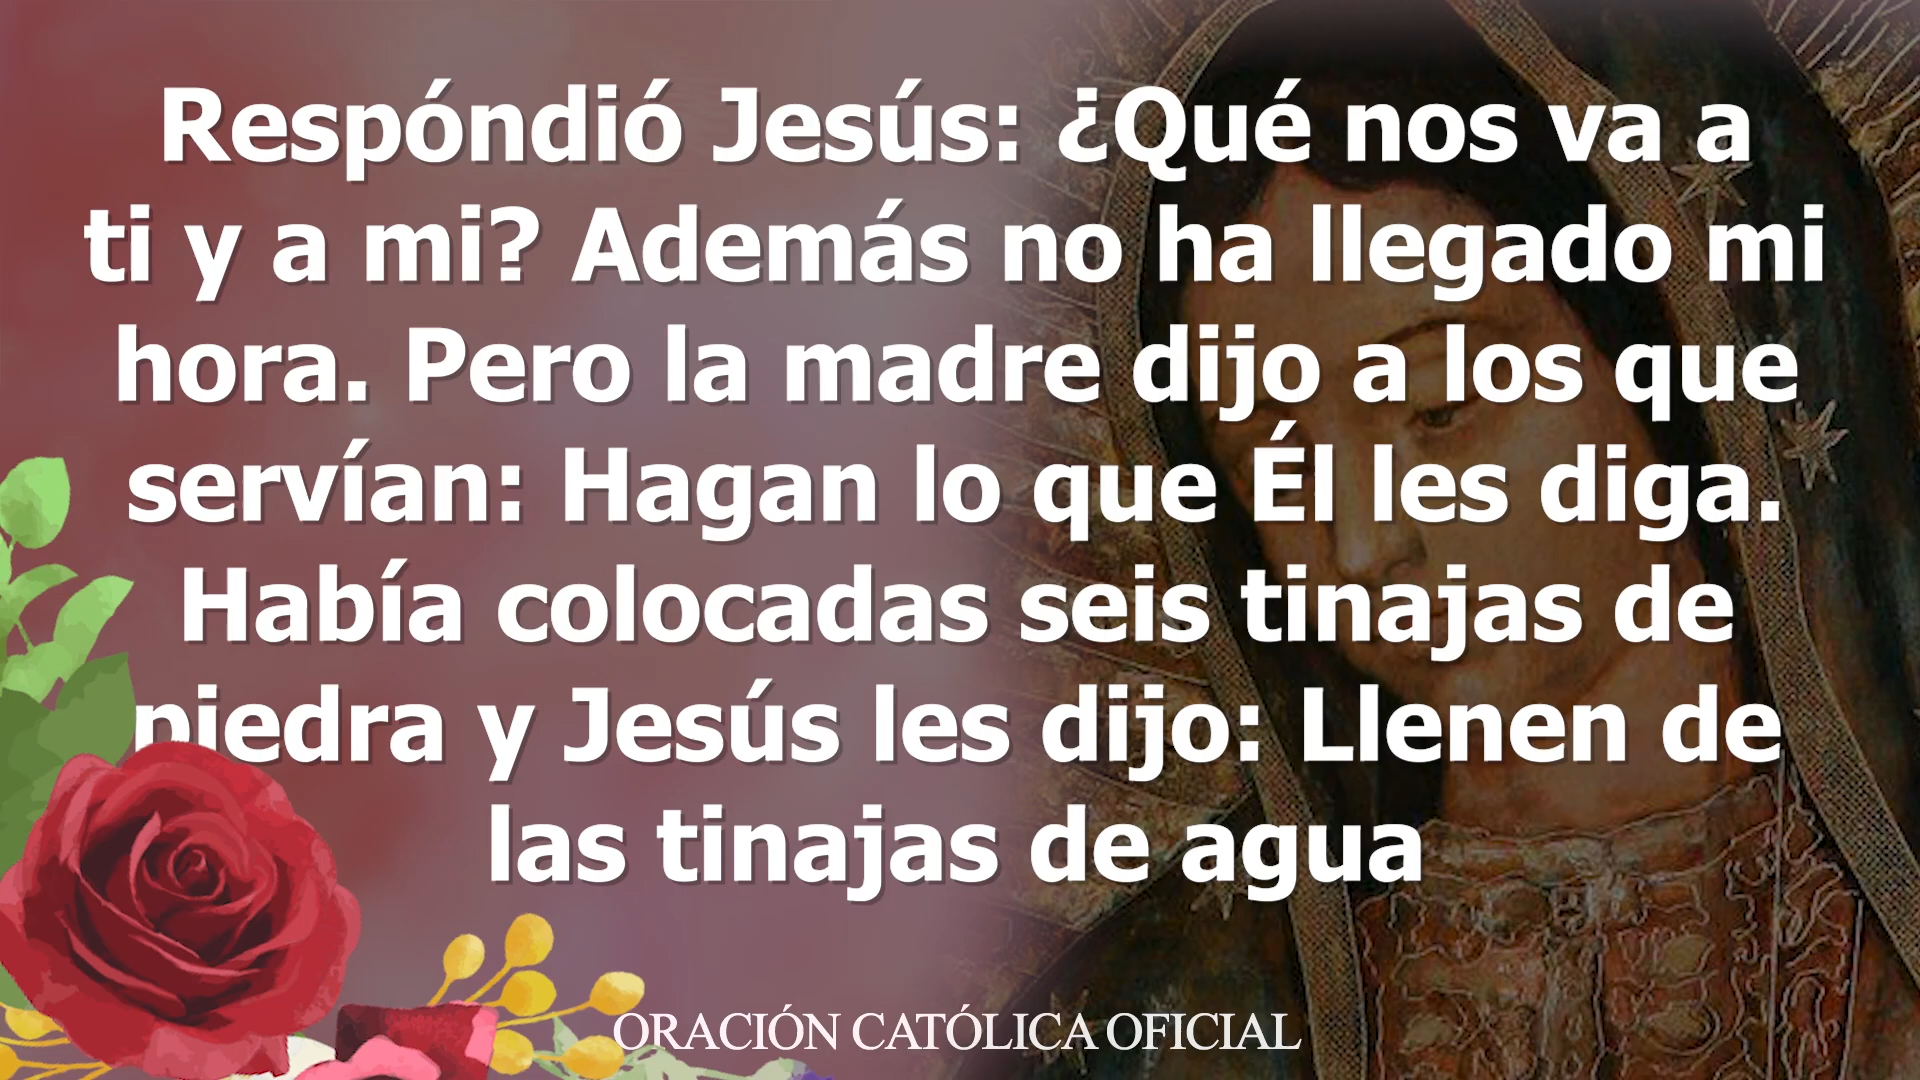 Respóndió Jesús: ¿Qué nos va a
ti y a mi? Además no ha llegado mi
hora. Pero la madre dijo a los que
servían: Hagan lo que Él les diga.
Había colocadas seis tinajas de
piedra y Jesús les dijo: Llenen de
las tinajas de agua
ORACIÓN CATÓLICA OFICIAL